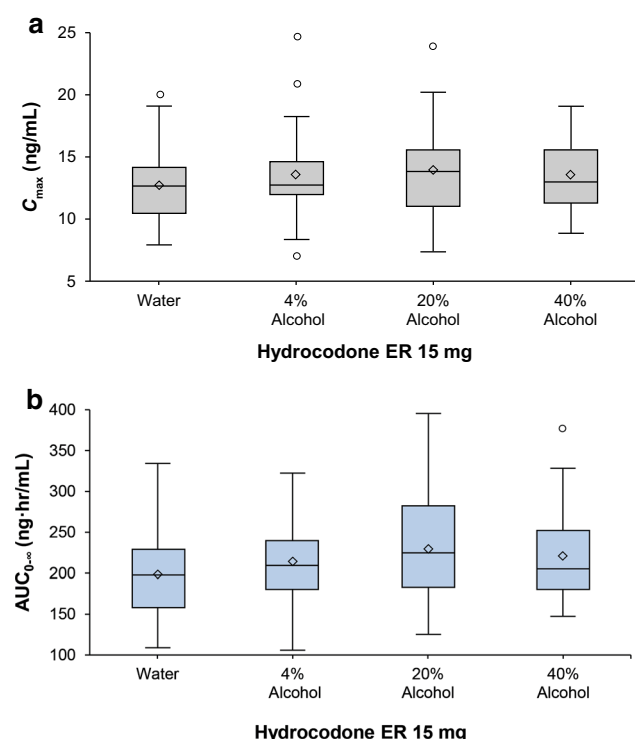 a
25
20
15
10
5
C max (ng/mL)
Water
4%
Alcohol
20%
Alcohol
40%
Alcohol
Hydrocodone ER 15 mg
b
400
350
300
250
200
150
100
AUC0-∞ (ng·hr/mL)
Water
4%
Alcohol
20%
Alcohol
40%
Alcohol
Hydrocodone ER 15 mg